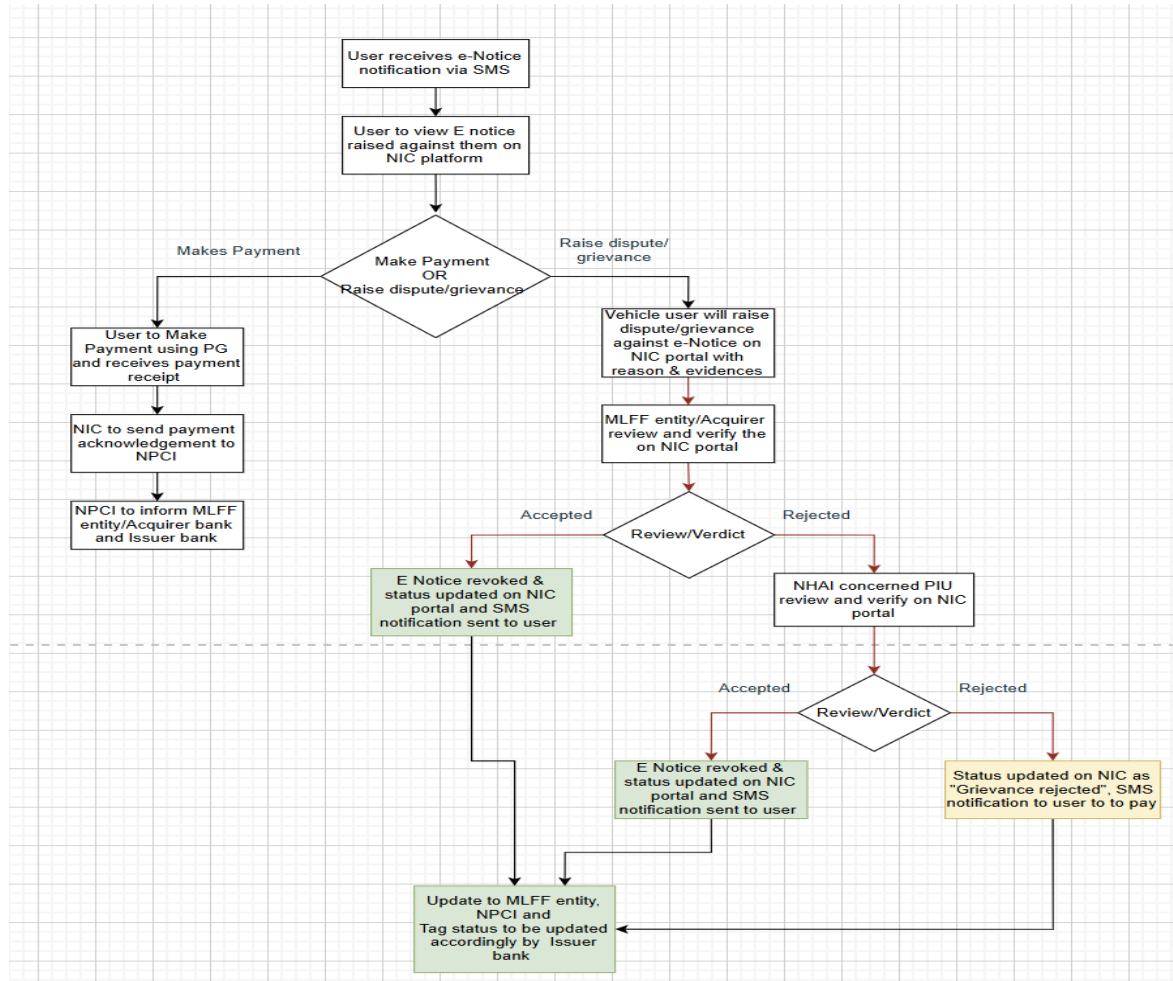 User receives e-Notice
notification via SMS
User to view E notice
raised against them on
NIC platform
Makes Payment
Raise dispute/
grievance
Make Payment
OR
Raise dispute/grievance
User to Make
Payment using PG
and receives payment
receipt
Vehicle user will raise
dispute/grievance
against e-Notice on
NIC portal with
reason & evidences
NIC to send payment
acknowledgement to
NPCI
MLFF entity/Acquirer
review and verify the
on NIC portal
NPCI to inform MLFF
entity/Acquirer bank
and Issuer bank
Accepted
Rejected
Review/Verdict
E Notice revoked &
status updated on NIC
portal and SMS
notification sent to user
NHAI concerned PIU
review and verify on NIC
portal
Accepted
Rejected
Review/Verdict
E Notice revoked &
status updated on NIC
portal and SMS
notification sent to user
Status updated on NIC as
"Grievance rejected", SMS
notification to user to to pay
Update to MLFF entity,
NPCI and
Tag status to be updated
accordingly by Issuer
bank